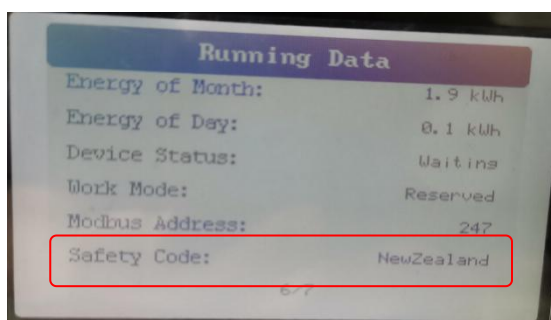 Running Data
Energy of Month: 1.9 kWh
Energy of Day: 0.1 kWh
Device Status: Waiting
Work Mode: Reserved
Modbus Address: 247
Safety Code: NewZealand
6/7